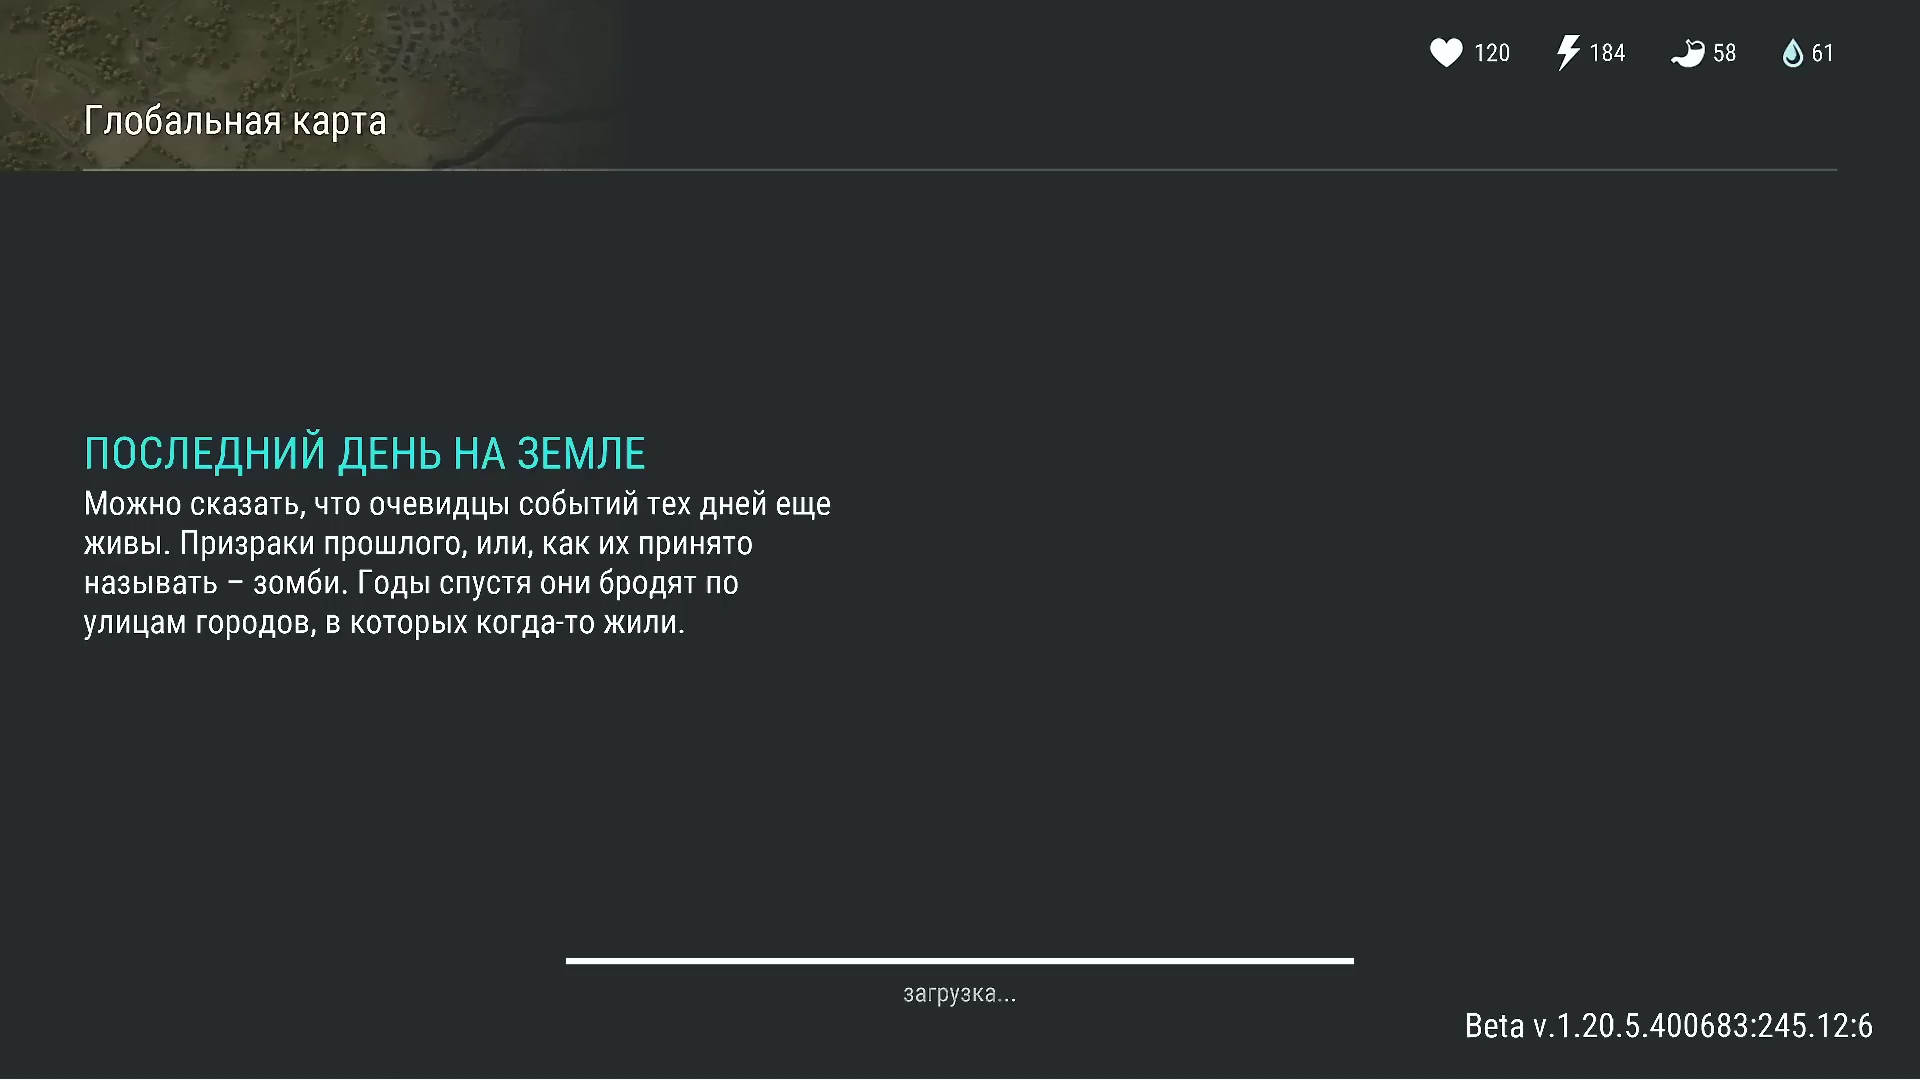 120 184 58 61
Глобальная карта
ПОСЛЕДНИЙ ДЕНЬ НА ЗЕМЛЕ
Можно сказать, что очевидцы событий тех дней еще
живы. Призраки прошлого, или, как их принято
называть – зомби. Годы спустя они бродят по
улицам городов, в которых когда-то жили.
загрузка...
Beta v.1.20.5.400683:245.12:6